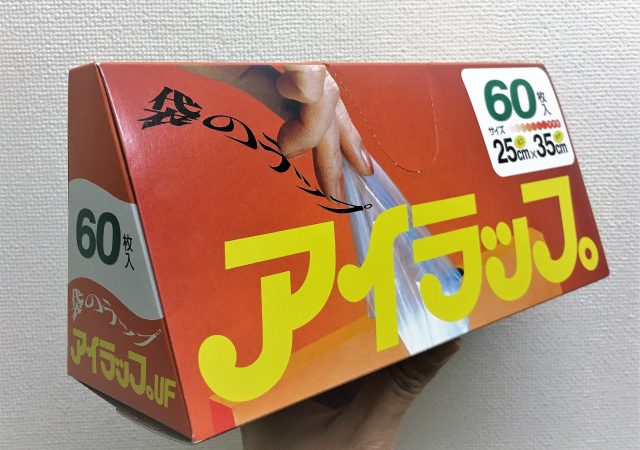 袋のラップ。
60枚入
サイズ
25cm×35cm
アイラップ。
60枚入
袋のラップ
アイラップ。UF